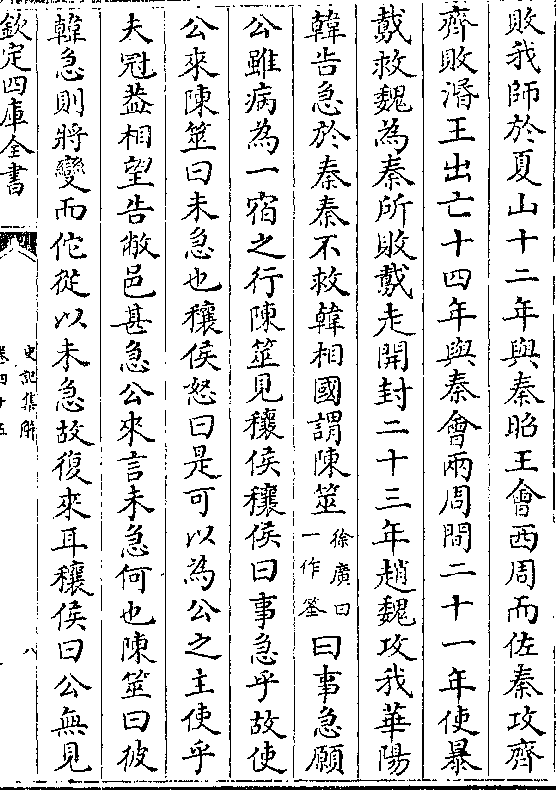 敗我師於夏山十二年與秦昭王會西周而佐秦攻齊
齊敗湣王出亡十四年與秦會兩周間二十一年使暴
䳒救魏為秦所敗䳒走開封二十三年趙魏攻我華陽
韓告急於秦秦不救韓相國謂陳筮徐廣曰一作筌曰事急願
公雖病為一宿之行陳筮見穰侯穰侯曰事急乎故使
公來陳筮曰未急也穰侯怒曰是可以為公之主使乎
夫冠葢相望告敝邑甚急公來言未急何也陳筮曰彼
韓急則將變而佗從以未急故復來耳穰侯曰公無見
欽定四庫全書
史記集解
卷四十五
八